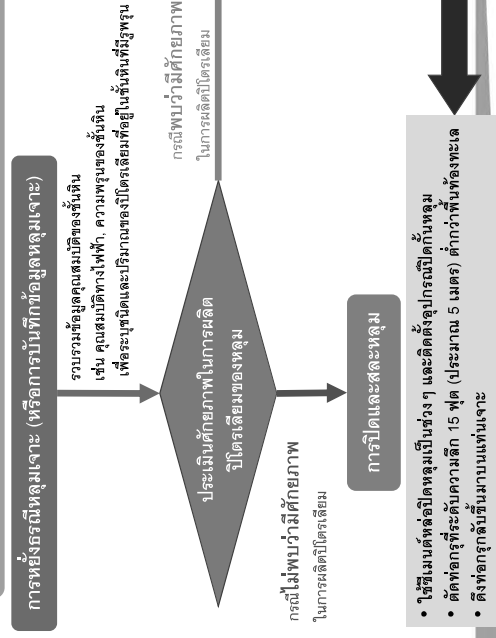 การหยั่งธรณีหลุมเจาะ (หรือการบันทึกข้อมูลหลุมเจาะ)
รวบรวมข้อมูลคุณสมบัติของชั้นหิน
เช่น คุณสมบัติทางไฟฟ้า, ความพรุนของชั้นหิน
เพื่อระบุชนิดและปริมาณของปิโตรเลียมที่อยู่ในชั้นหินที่มีรูพรุน
ประเมินศักยภาพในการผลิต
ปิโตรเลียมของหลุม
กรณีพบว่ามีศักยภาพ
ในการผลิตปิโตรเลียม
กรณีไม่พบว่ามีศักยภาพ
ในการผลิตปิโตรเลียม
การปิดและสละหลุม
• ใช้ซีเมนต์หล่อปิดหลุมเป็นช่วงๆ และติดตั้งอุปกรณ์ปิดกั้นหลุม
• ตัดท่อกรุที่ระดับความลึก 15 ฟุต (ประมาณ 5 เมตร) ต่ำกว่าพื้นท้องทะเล
• ดึงท่อกรุกลับขึ้นมาบนแท่นเจาะ